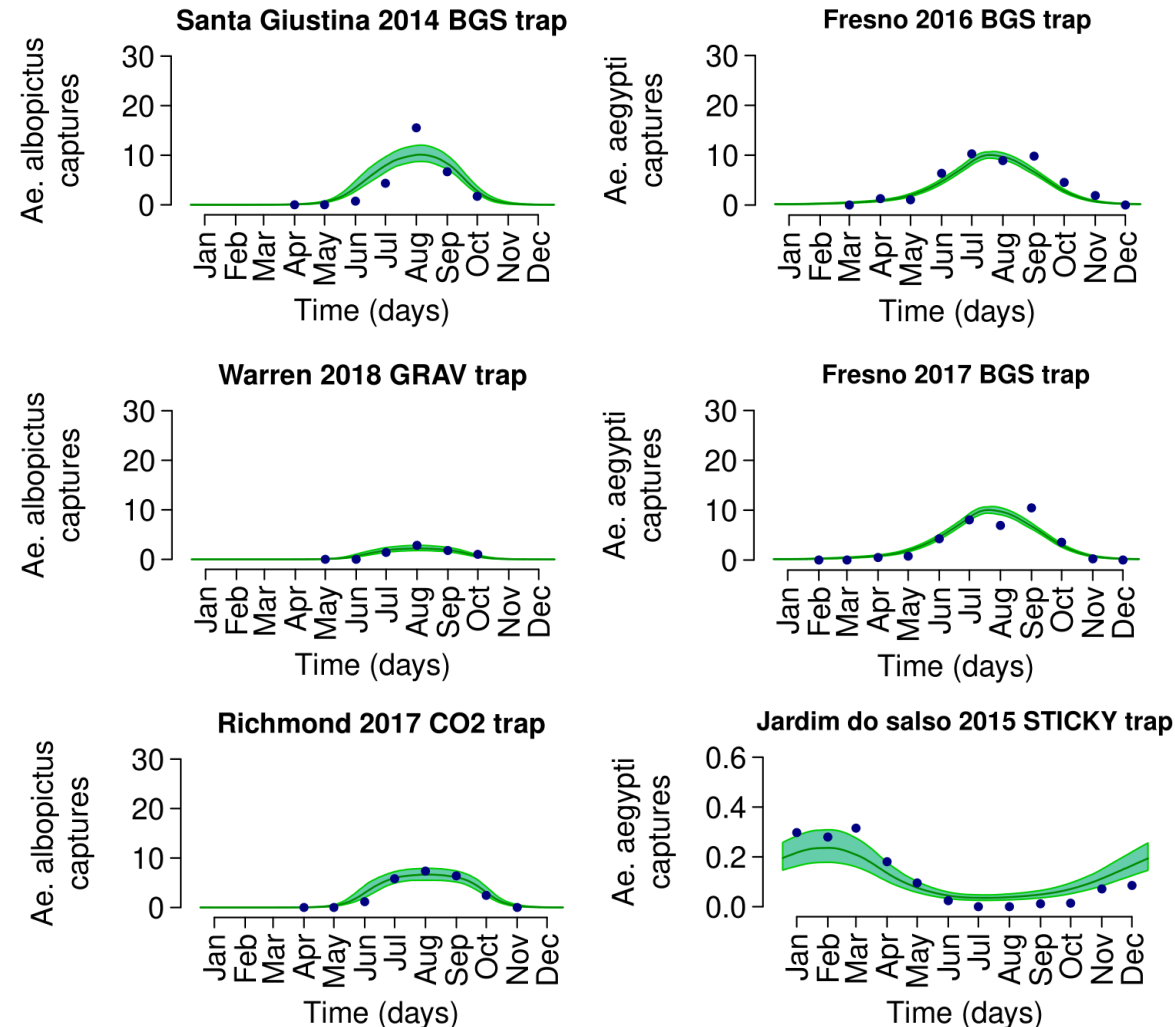 Santa Giustina 2014 BGS trap
Ae. albopictus
captures
30
20
10
0
Jan Feb Mar Apr May Jun Jul Aug Sep Oct Nov Dec
Time (days)
Fresno 2016 BGS trap
Ae. aegypti
captures
30
20
10
0
Jan Feb Mar Apr May Jun Jul Aug Sep Oct Nov Dec
Time (days)
Warren 2018 GRAV trap
Ae. albopictus
captures
30
20
10
0
Jan Feb Mar Apr May Jun Jul Aug Sep Oct Nov Dec
Time (days)
Fresno 2017 BGS trap
Ae. aegypti
captures
30
20
10
0
Jan Feb Mar Apr May Jun Jul Aug Sep Oct Nov Dec
Time (days)
Richmond 2017 CO2 trap
Ae. albopictus
captures
30
20
10
0
Jan Feb Mar Apr May Jun Jul Aug Sep Oct Nov Dec
Time (days)
Jardim do salso 2015 STICKY trap
Ae. aegypti
captures
0.6
0.4
0.2
0.0
Jan Feb Mar Apr May Jun Jul Aug Sep Oct Nov Dec
Time (days)